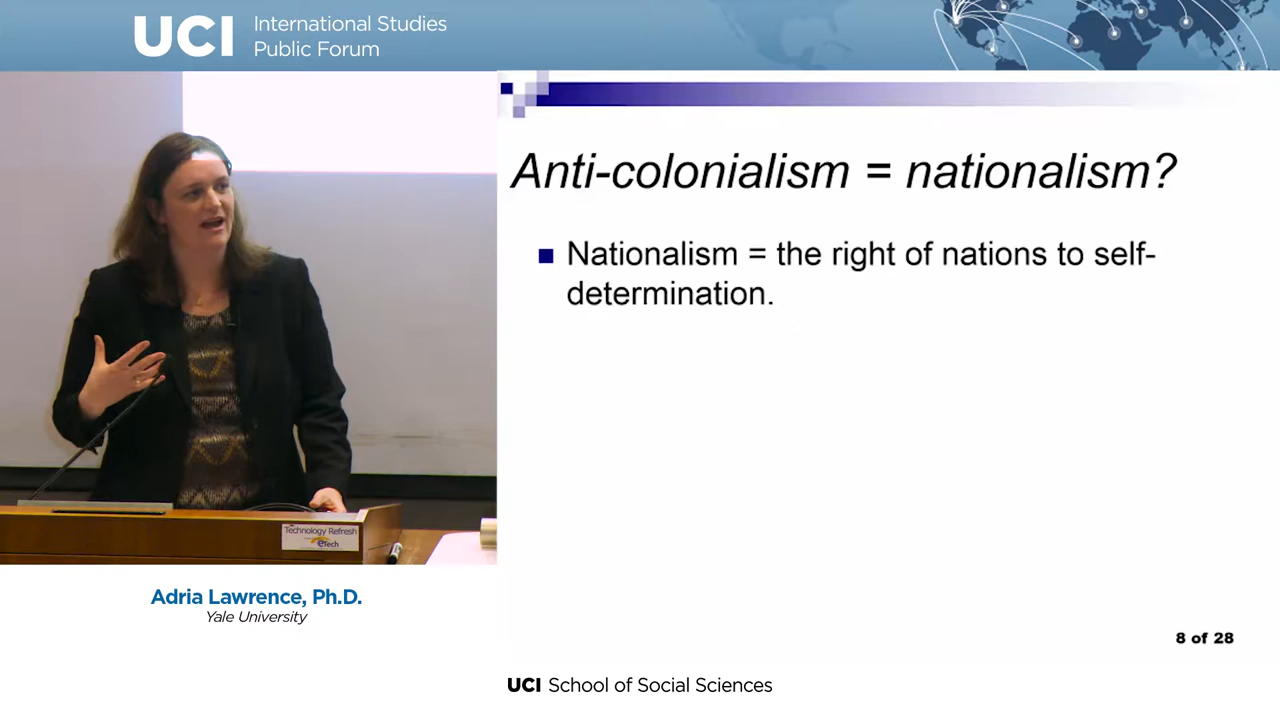 UCI International Studies
Public Forum
Anti-colonialism = nationalism?
Nationalism = the right of nations to self-
determination.
Technology Refresh
eTech
Adria Lawrence, Ph.D.
Yale University
8 of 28
UCI School of Social Sciences